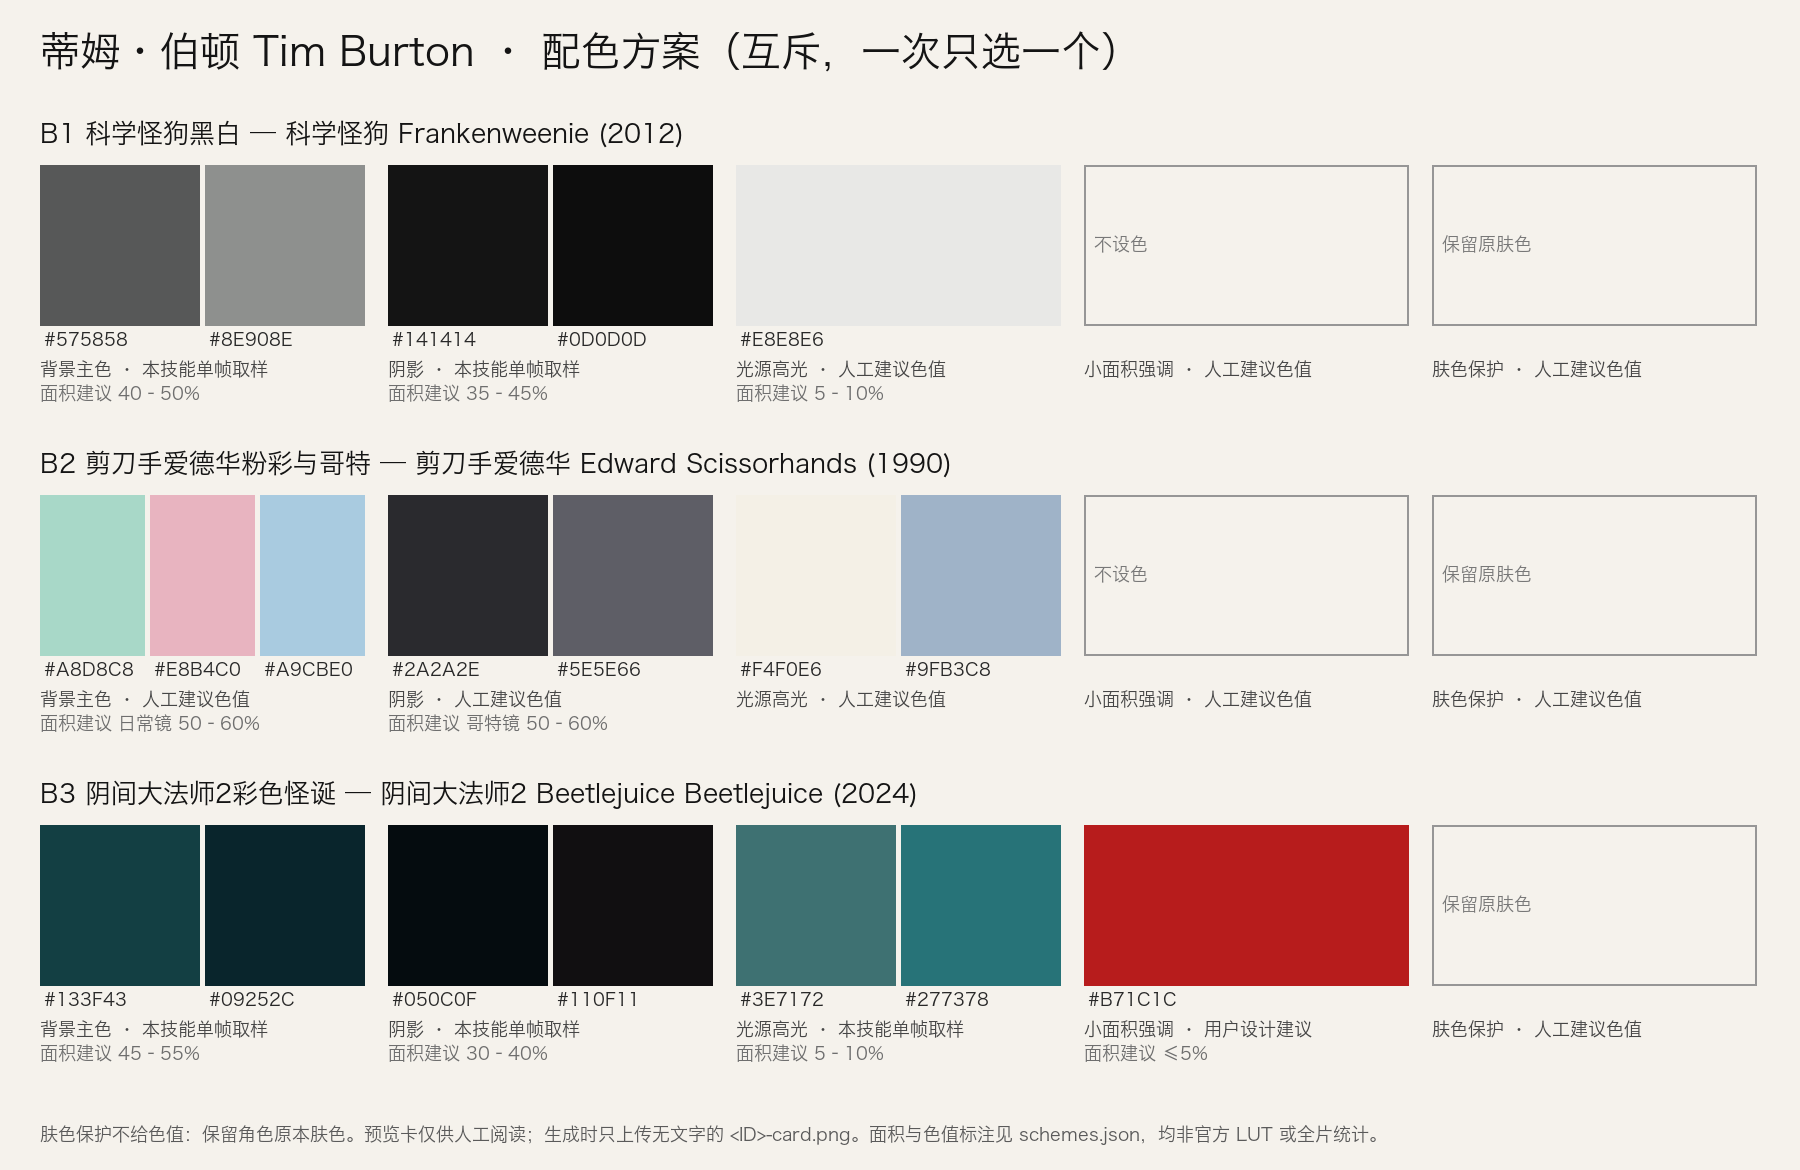 蒂姆·伯顿 Tim Burton · 配色方案（互斥，一次只选一个）
B1 科学怪狗黑白 — 科学怪狗 Frankenweenie (2012)
不设色
保留原肤色
#575858 #8E908E #141414 #0D0D0D #E8E8E6
背景主色 · 本技能单帧取样 阴影 · 本技能单帧取样 光源高光 · 人工建议色值 小面积强调 · 人工建议色值 肤色保护 · 人工建议色值
面积建议 40 - 50% 面积建议 35 - 45% 面积建议 5 - 10%
B2 剪刀手爱德华粉彩与哥特 — 剪刀手爱德华 Edward Scissorhands (1990)
不设色
保留原肤色
#A8D8C8 #E8B4C0 #A9CBE0 #2A2A2E #5E5E66 #F4F0E6 #9FB3C8
背景主色 · 人工建议色值 阴影 · 人工建议色值 光源高光 · 人工建议色值 小面积强调 · 人工建议色值 肤色保护 · 人工建议色值
面积建议 日常镜 50 - 60% 面积建议 哥特镜 50 - 60%
B3 阴间大法师2彩色怪诞 — 阴间大法师2 Beetlejuice Beetlejuice (2024)
保留原肤色
#133F43 #09252C #050C0F #110F11 #3E7172 #277378 #B71C1C
背景主色 · 本技能单帧取样 阴影 · 本技能单帧取样 光源高光 · 本技能单帧取样 小面积强调 · 用户设计建议 肤色保护 · 人工建议色值
面积建议 45 - 55% 面积建议 30 - 40% 面积建议 5 - 10% 面积建议 ≤5%
肤色保护不给色值：保留角色原本肤色。预览卡仅供人工阅读；生成时只上传无文字的 <ID>-card.png。面积与色值标注见 schemes.json，均非官方 LUT 或全片统计。